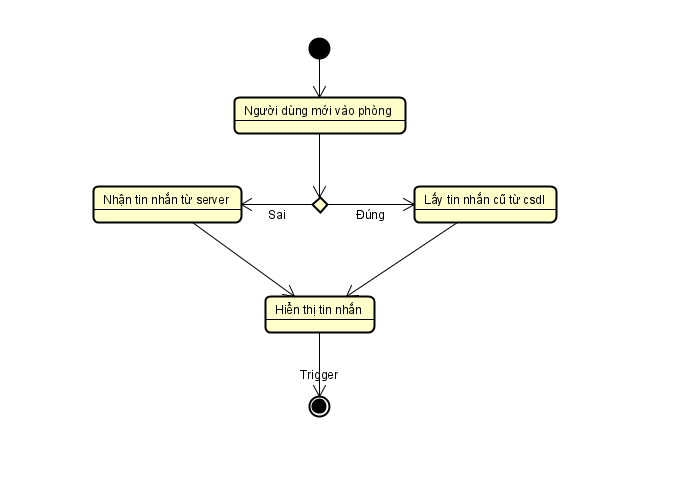 Người dùng mới vào phòng
Nhận tin nhắn từ server
Lấy tin nhắn cũ từ csdl
Sai
Đúng
Hiển thị tin nhắn
Trigger